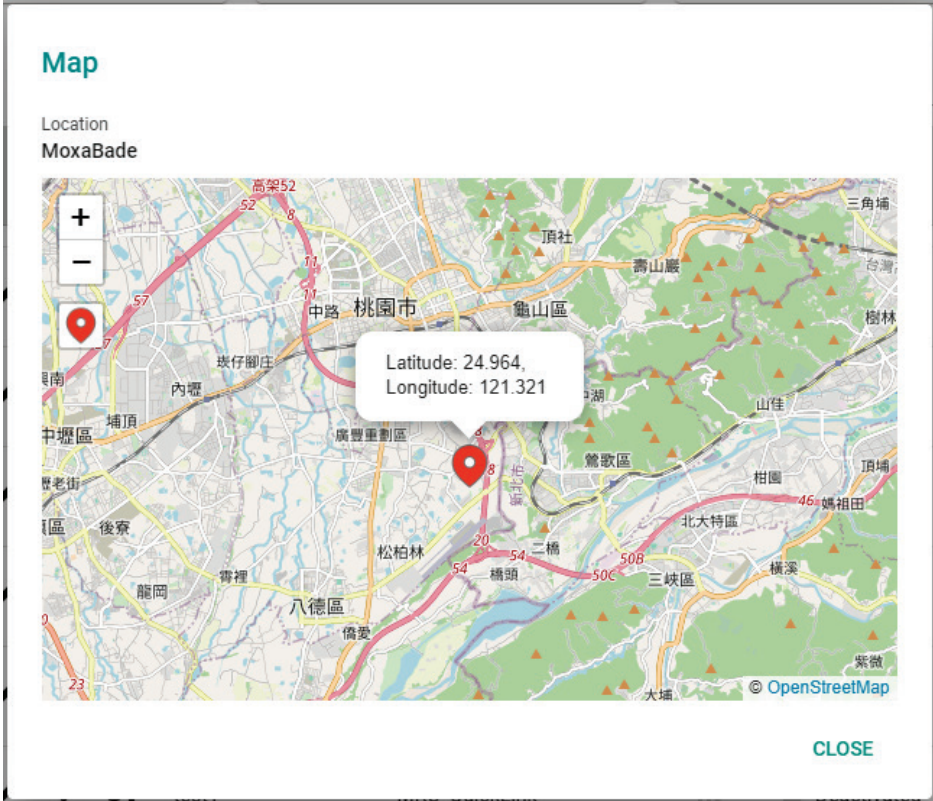 Map
Location
MoxaBade
+
−
高架52
52
8
三角埔
頂社
壽山巖
11
57
中路
桃園市
龜山區
樹林
崁仔腳庄
Latitude: 24.964,
Longitude: 121.321
內壢
山佳
埔頂
中壢區
廣豐重劃區
鶯歌區
8
頂埔
柑園
新北市
46
媽祖田
後寮
北大特區
20
松柏林
54
二橋
50B
54
橋頭
50C
三峽區
橫溪
霄裡
龍岡
八德區
僑愛
紫微
23
大埔
© OpenStreetMap
CLOSE